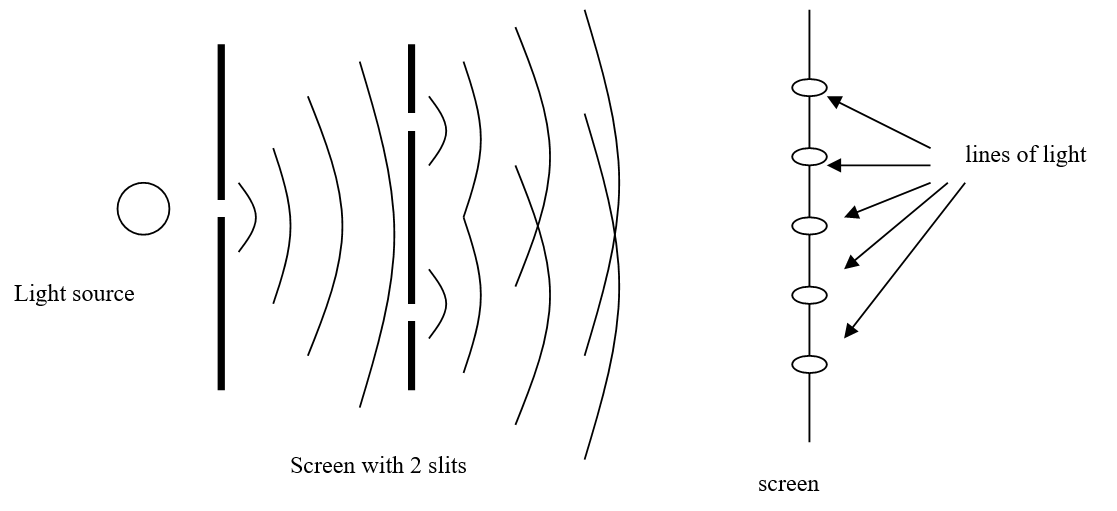 lines of light
Light source
Screen with 2 slits
screen